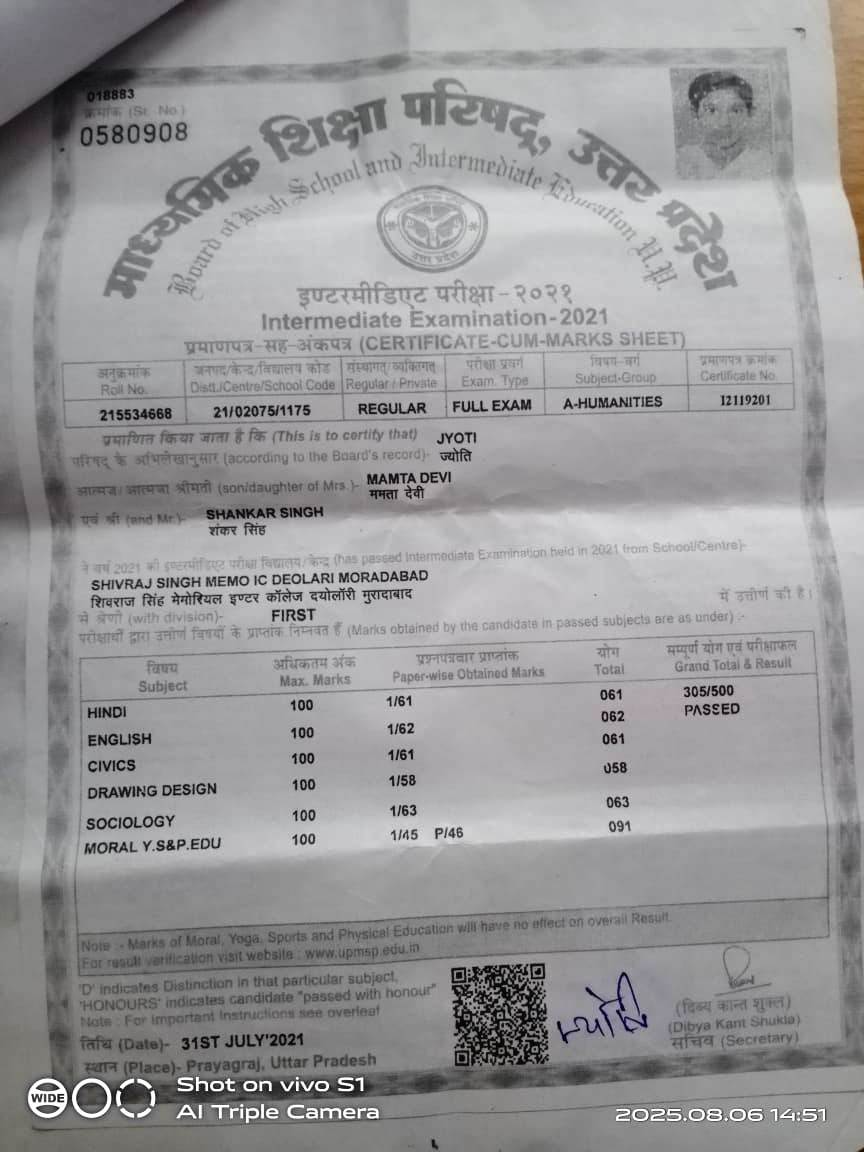 018883
क्रमांक (Sr. No.)
0580908
माध्यमिक शिक्षा परिषद्, उत्तर प्रदेश
Board of High School and Intermediate Education U.P.
उत्तर प्रदेश
इण्टरमीडिएट परीक्षा - २०२१
Intermediate Examination-2021
प्रमाणपत्र-सह-अंकपत्र (CERTIFICATE-CUM-MARKS SHEET)
अनुक्रमांक जनपद/केन्द्र/विद्यालय कोड संस्थागत/व्यक्तिगत परीक्षा प्रवर्ग विषय-वर्ग प्रमाणपत्र क्रमांक
Roll No. Distt./Centre/School Code Regular / Private Exam. Type Subject-Group Certificate No.
215534668 21/02075/1175 REGULAR FULL EXAM A-HUMANITIES 12119201
प्रमाणित किया जाता है कि (This is to certify that) JYOTI
परिषद् के अभिलेखानुसार (according to the Board's record)- ज्योति
आत्मज/आत्मजा श्रीमती (son/daughter of Mrs.)- MAMTA DEVI
ममता देवी
एवं श्री (and Mr.)- SHANKAR SINGH
शंकर सिंह
ने वर्ष 2021 की इण्टरमीडिएट परीक्षा विद्यालय/केन्द्र (has passed Intermediate Examination held in 2021 from School/Centre)-
SHIVRAJ SINGH MEMO IC DEOLARI MORADABAD
शिवराज सिंह मेगोरियल इण्टर कॉलेज दयोलॉरी मुरादाबाद में उत्तीर्ण की है।
से श्रेणी (with division)- FIRST
परीक्षार्थी द्वारा उत्तीर्ण विषयों के प्राप्तांक निम्नवत हैं (Marks obtained by the candidate in passed subjects are as under) :-
विषय अधिकतम अंक प्रश्नपत्रवार प्राप्तांक योग सम्पूर्ण योग एवं परीक्षाफल
Subject Max. Marks Paper-wise Obtained Marks Total Grand Total & Result
HINDI 100 1/61 061 305/500
ENGLISH 100 1/62 062 PASSED
CIVICS 100 1/61 061
DRAWING DESIGN 100 1/58 058
SOCIOLOGY 100 1/63 063
MORAL Y.S&P.EDU 100 1/45 P/46 091
Note :- Marks of Moral, Yoga, Sports and Physical Education will have no effect on overall Result.
For result verification visit website : www.upmsp.edu.in
'D' Indicates Distinction in that particular subject,
'HONOURS' indicates candidate "passed with honour"
Note : For Important Instructions see overleaf
तिथि (Date)- 31ST JULY'2021
स्थान (Place)- Prayagraj, Uttar Pradesh
ज्योति
(दिब्य कान्त शुक्ल)
(Dibya Kant Shukla)
सचिव (Secretary)
WIDE
Shot on vivo S1
AI Triple Camera
2025.08.06 14:51